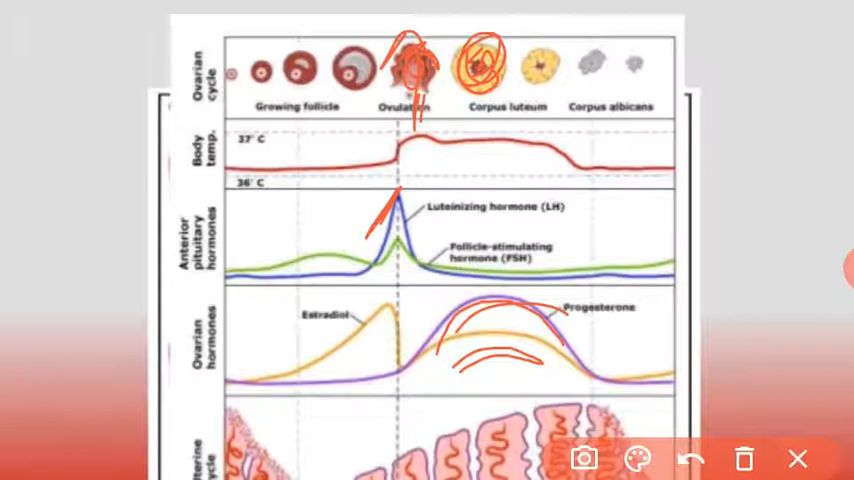 Ovarian
cycle
Growing follicle
Ovulation
Corpus luteum
Corpus albicans
Body
temp.
37° C
36° C
Anterior
pituitary
hormones
Luteinizing hormone (LH)
Follicle-stimulating
hormone (FSH)
Ovarian
hormones
Estradiol
Progesterone